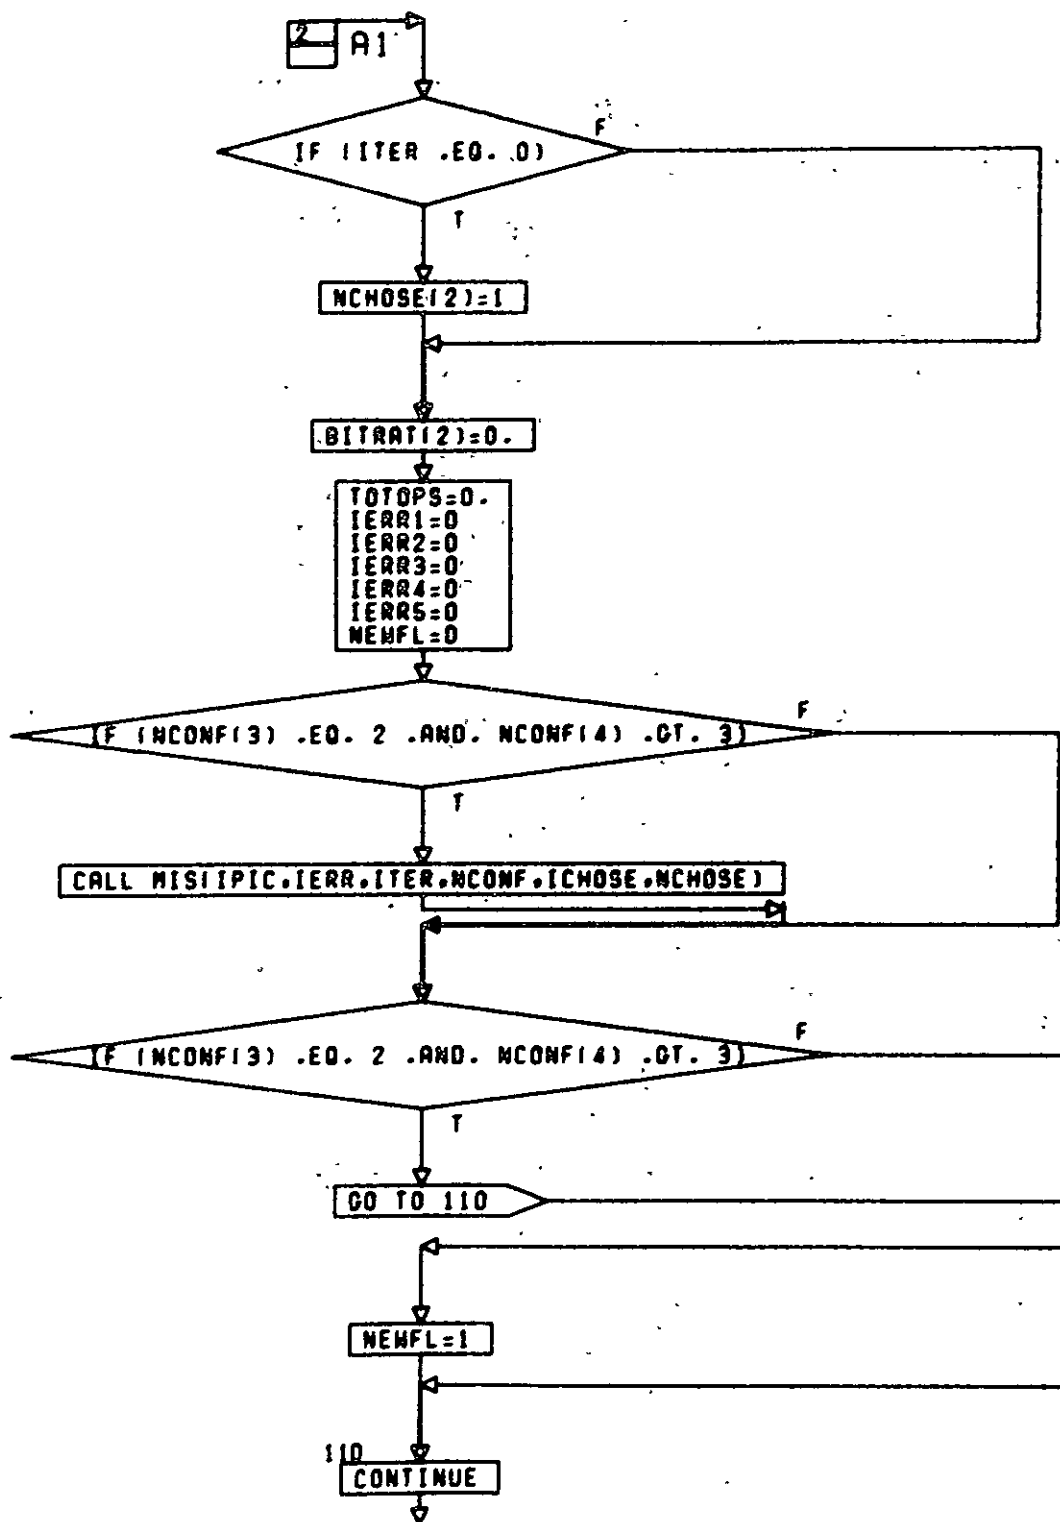 2
A1
F
IF (ITER .EQ. 0)
T
NCHOSE(2)=1
BITRAT(2)=0.
TOTOPS=0.
IERR1=0
IERR2=0
IERR3=0
IERR4=0
IERR5=0
NEWFL=0
F
IF (NCONF(3) .EQ. 2 .AND. NCONF(4) .GT. 3)
T
CALL MIS(IPIC,IERR,ITER,NCONF,ICHOSE,NCHOSE)
F
IF (NCONF(3) .EQ. 2 .AND. NCONF(4) .GT. 3)
T
GO TO 110
NEWFL=1
110
CONTINUE